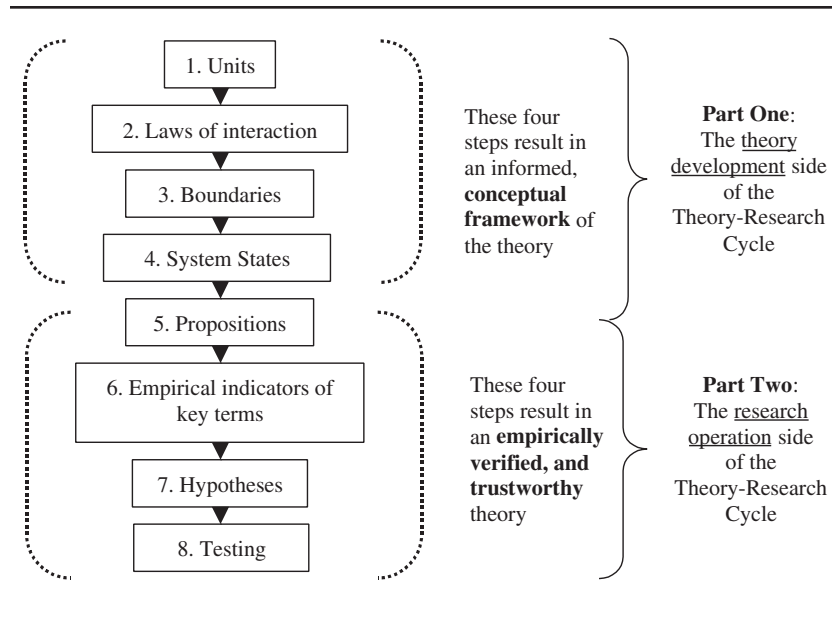 1. Units
2. Laws of interaction
3. Boundaries
4. System States
These four
steps result in
an informed,
conceptual
framework of
the theory
Part One:
The theory
development side
of the
Theory-Research
Cycle
5. Propositions
6. Empirical indicators of
key terms
7. Hypotheses
8. Testing
These four
steps result in
an empirically
verified, and
trustworthy
theory
Part Two:
The research
operation side
of the
Theory-Research
Cycle